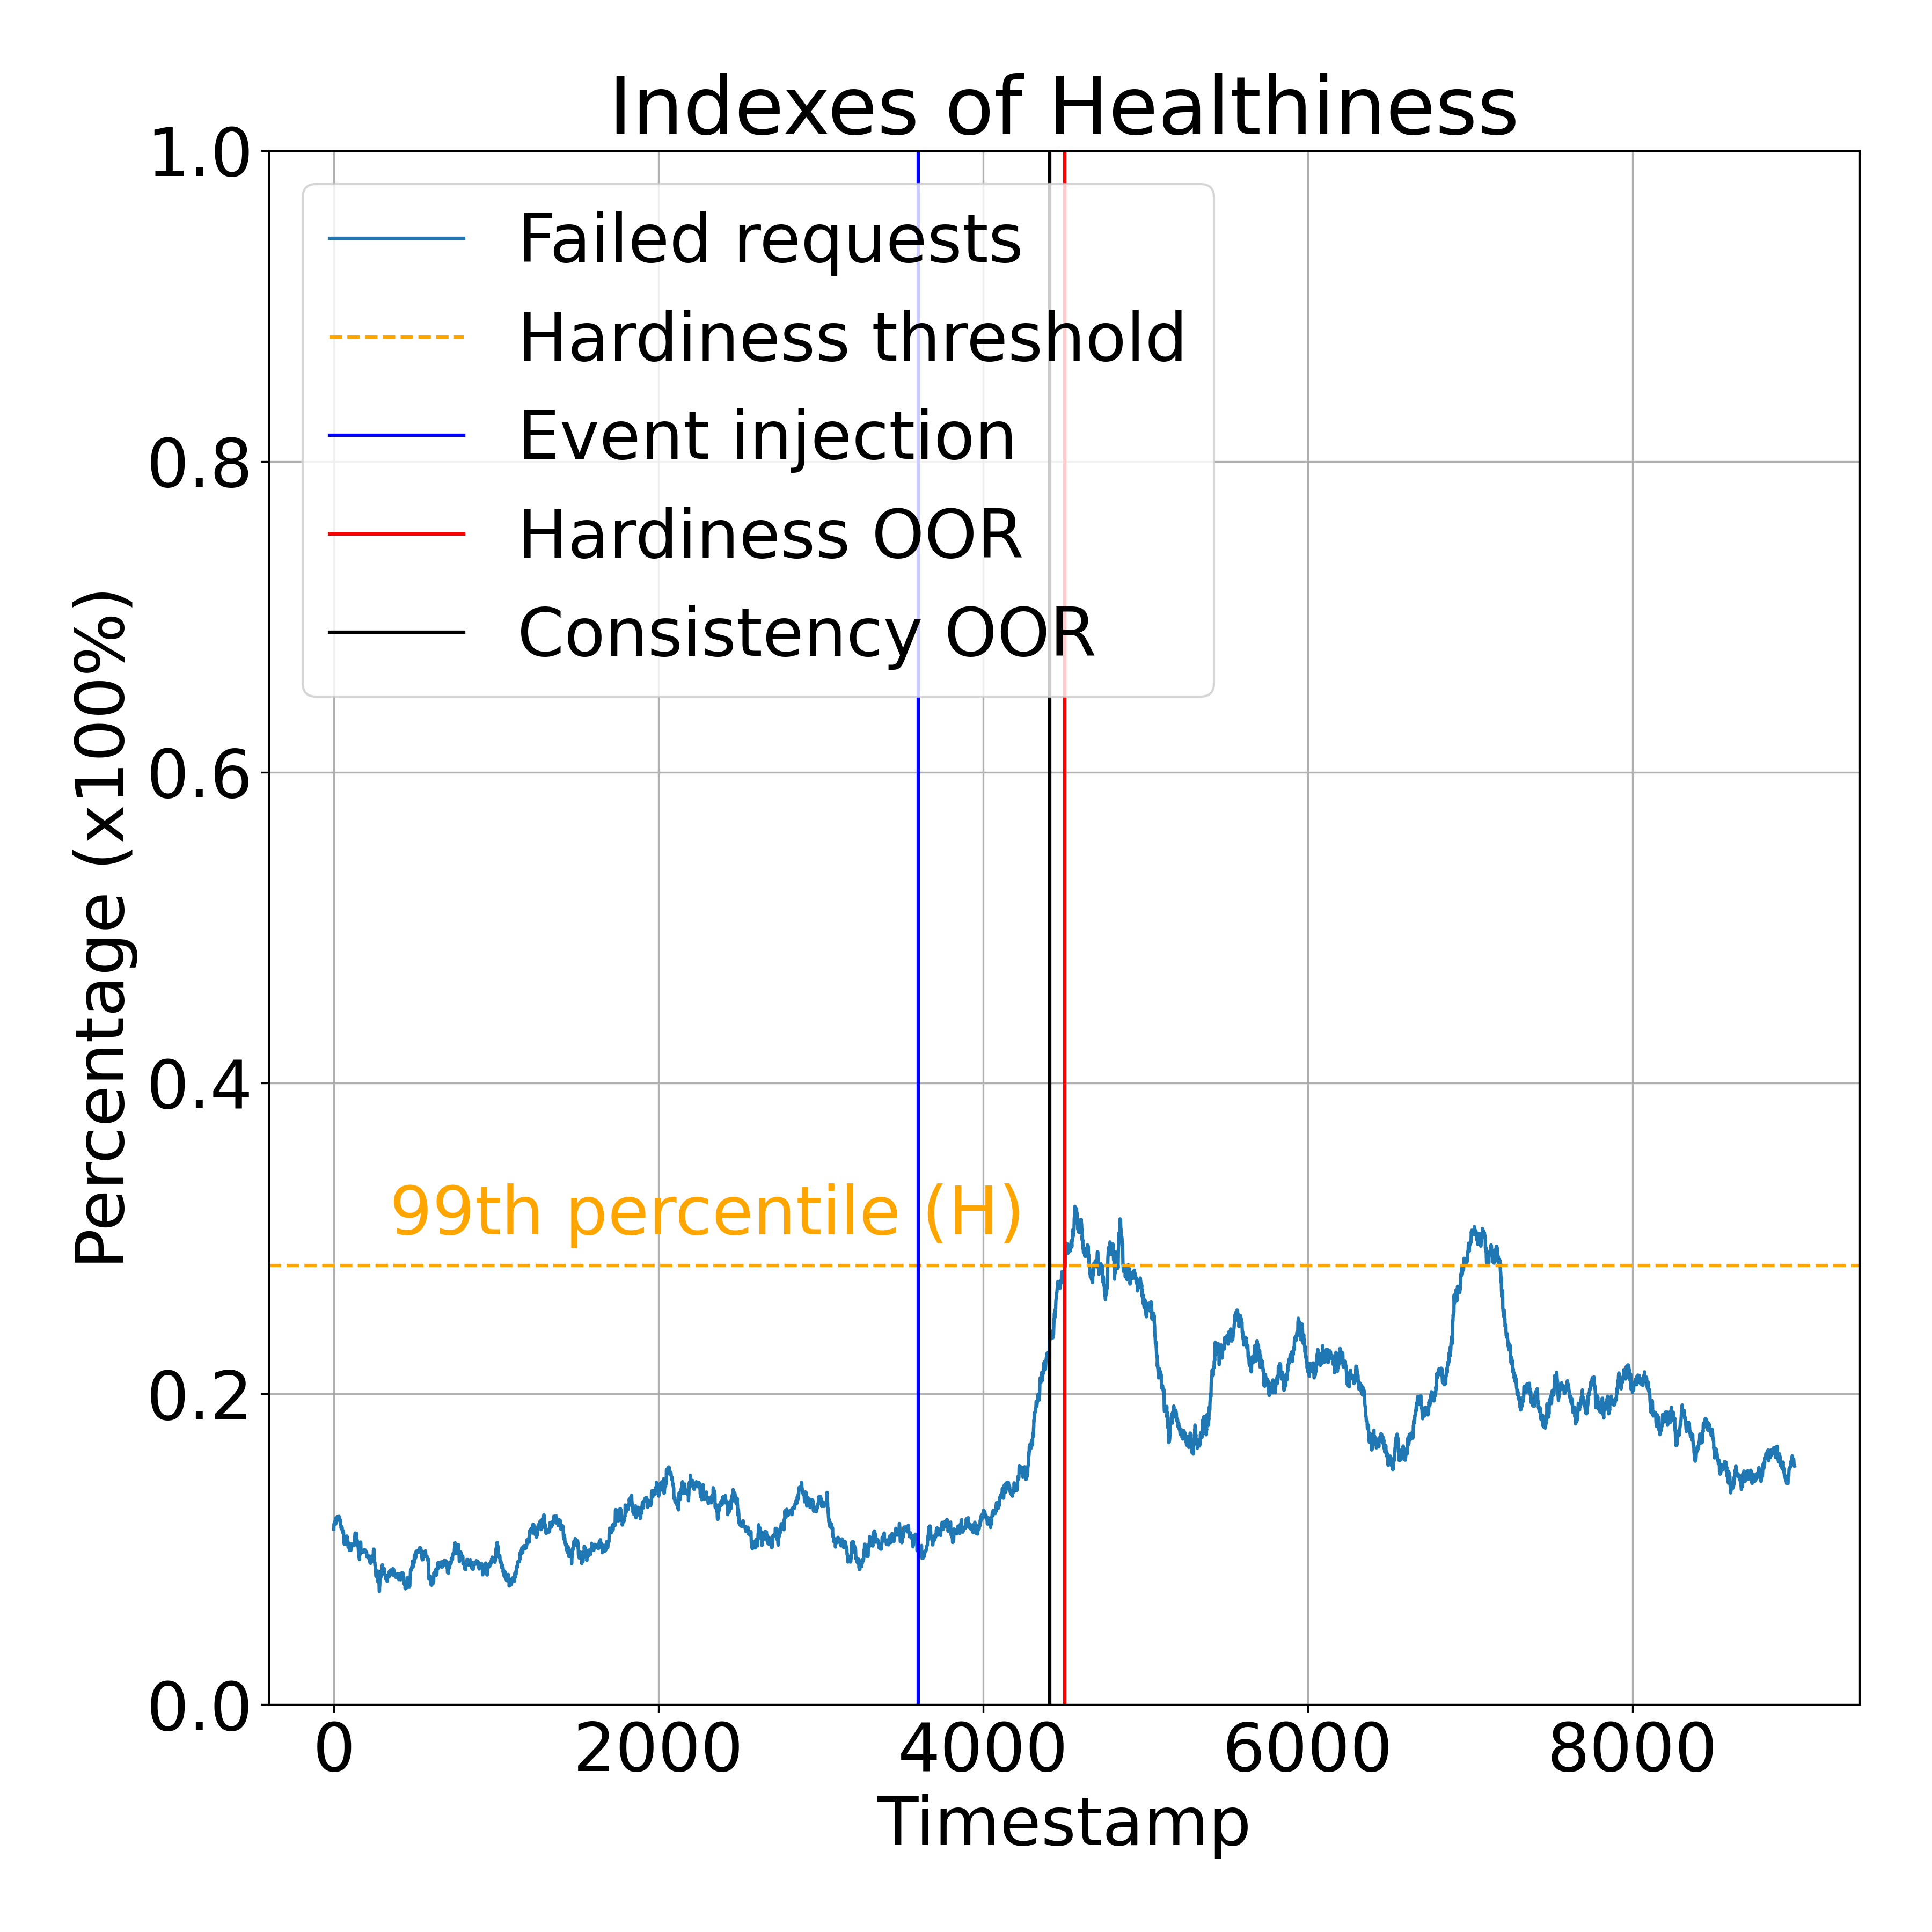 Indexes of Healthiness
1.0
0.8
0.6
0.4
0.2
0.0
Percentage (x100%)
Failed requests
Hardiness threshold
Event injection
Hardiness OOR
Consistency OOR
99th percentile (H)
0 2000 4000 6000 8000
Timestamp